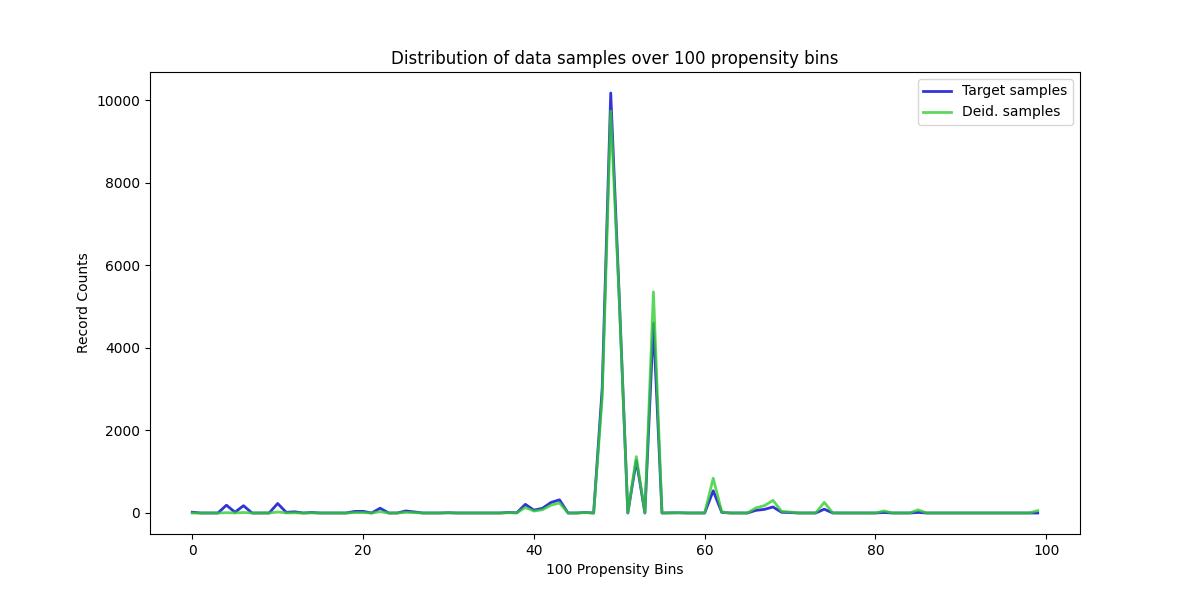 Distribution of data samples over 100 propensity bins
Target samples
Deid. samples
10000
8000
6000
4000
2000
0
Record Counts
0 20 40 60 80 100
100 Propensity Bins